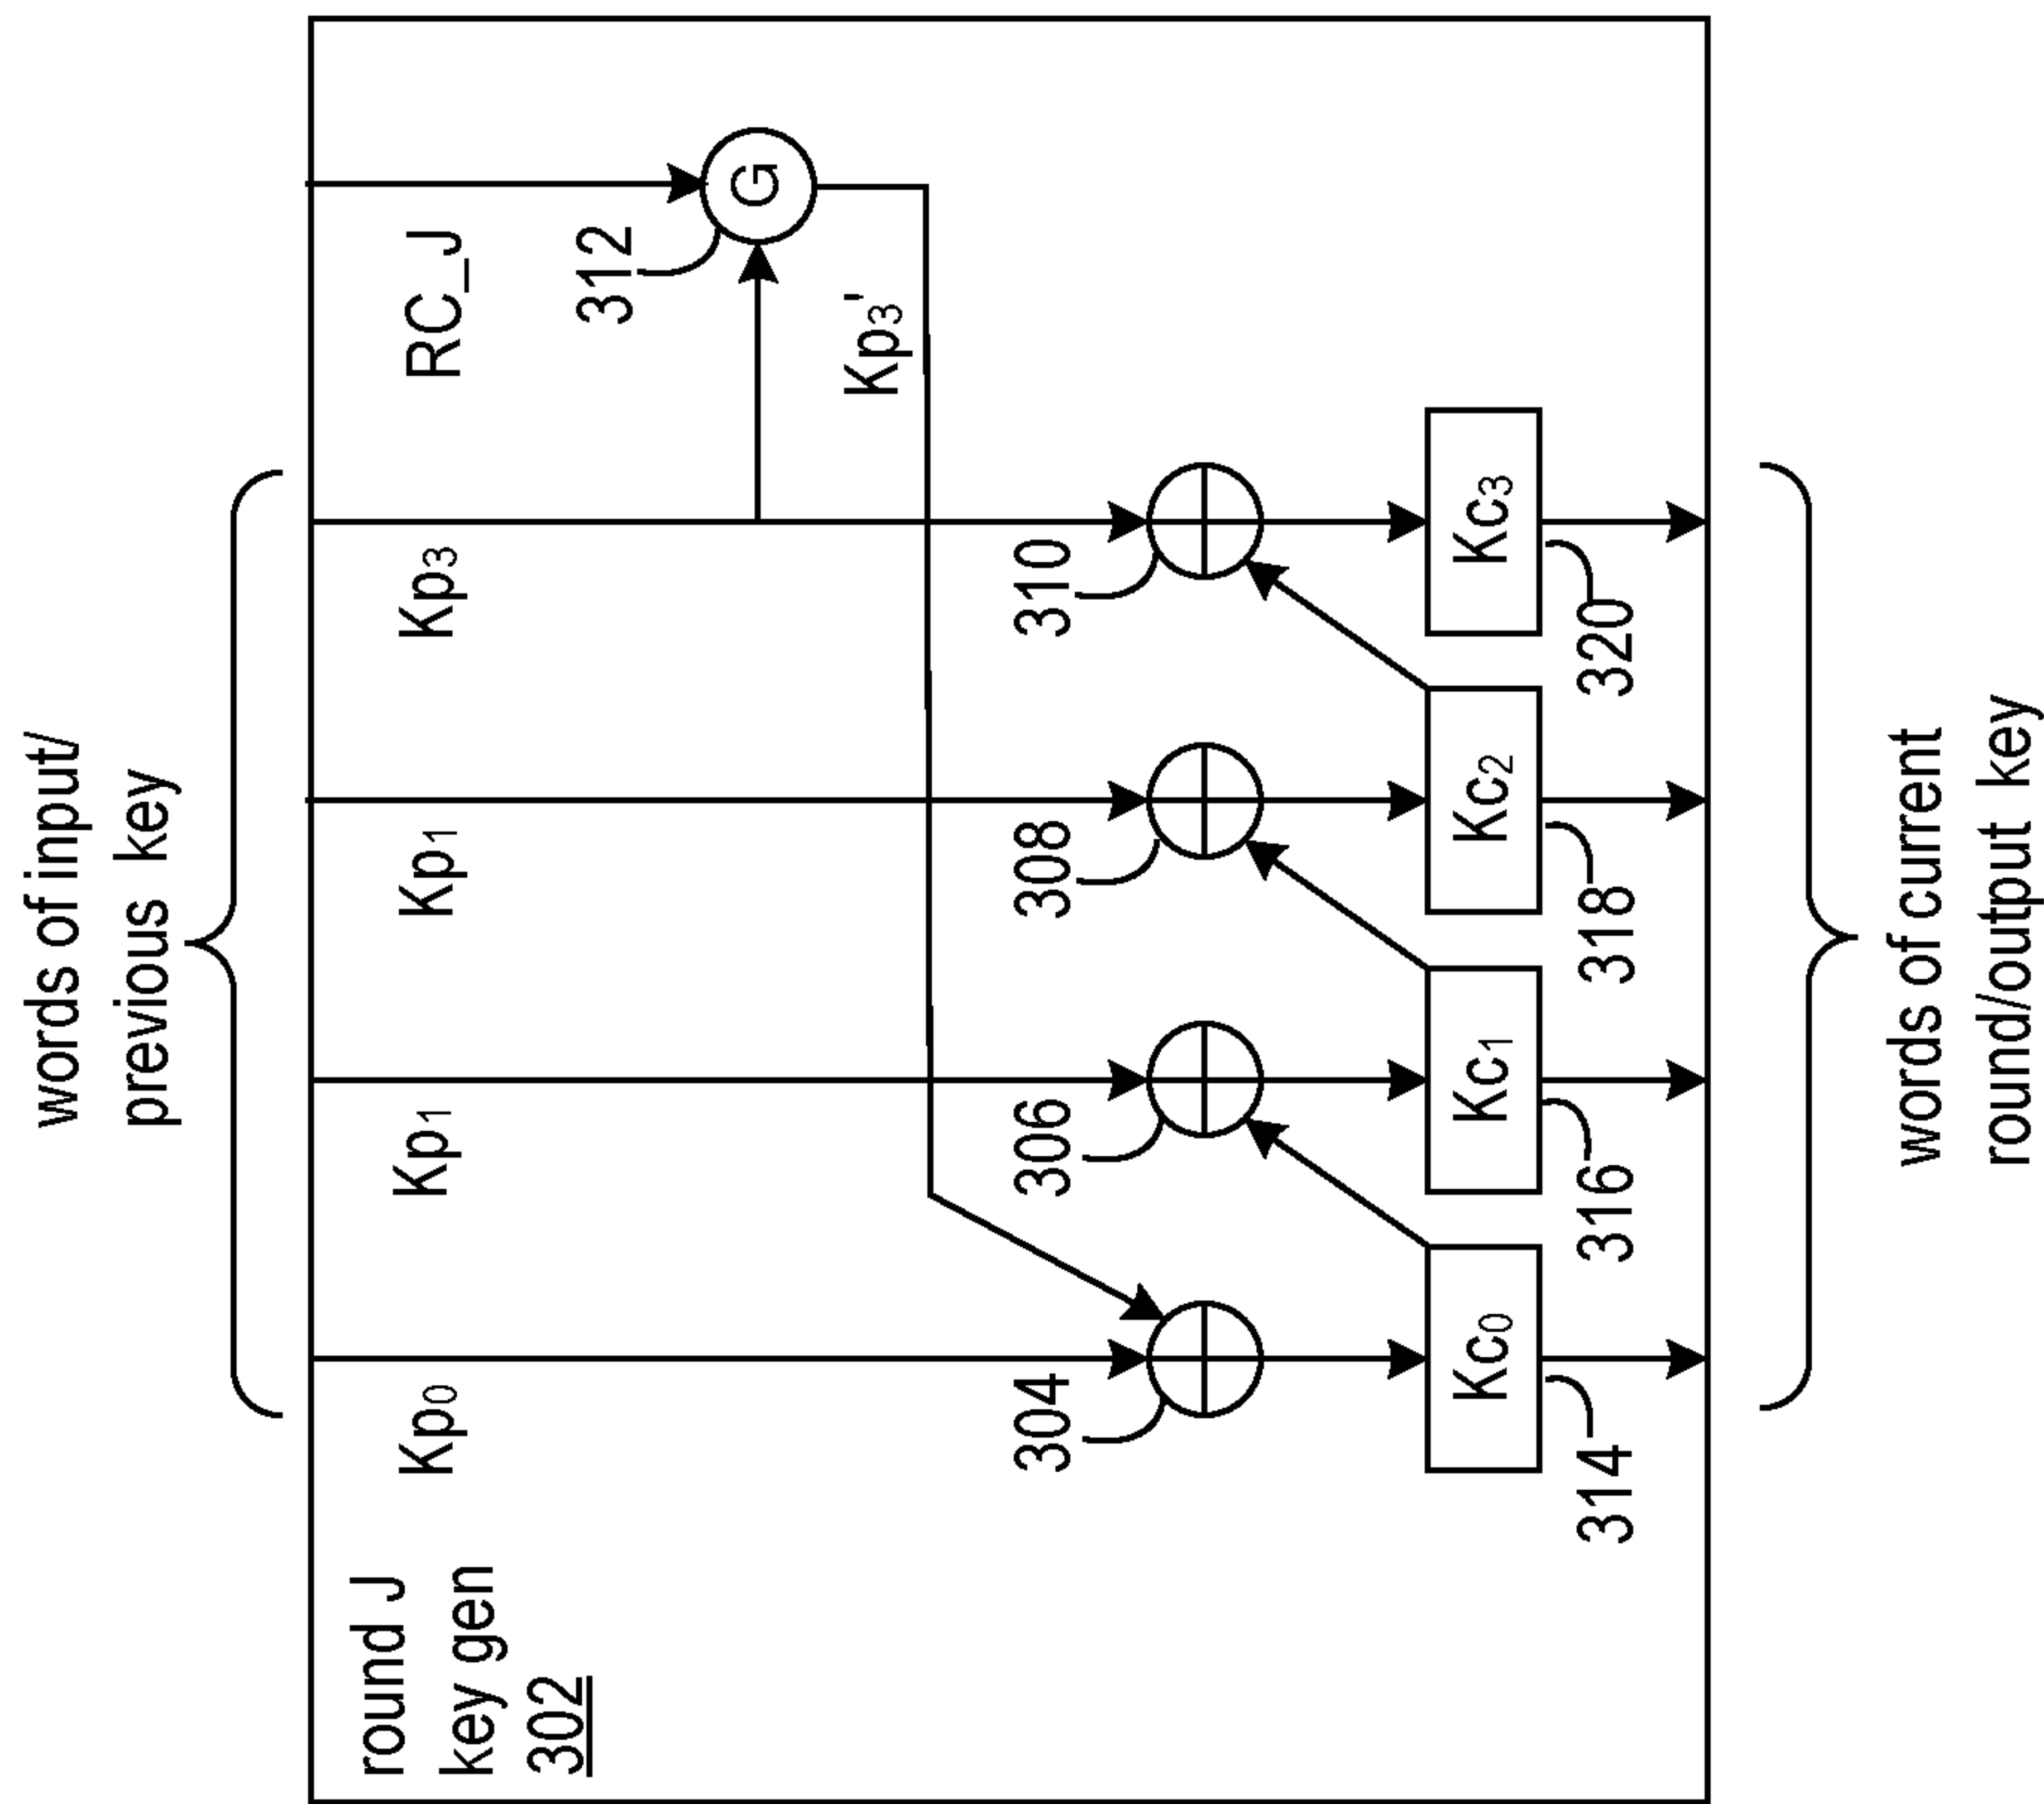 words of input/
previous key
round J
key gen
302
Kp0
Kp1
Kp1
Kp3
RC_J
312
G
Kp3'
304
306
308
310
Kc0
Kc1
Kc2
Kc3
314
316
318
320
words of current
round/output key